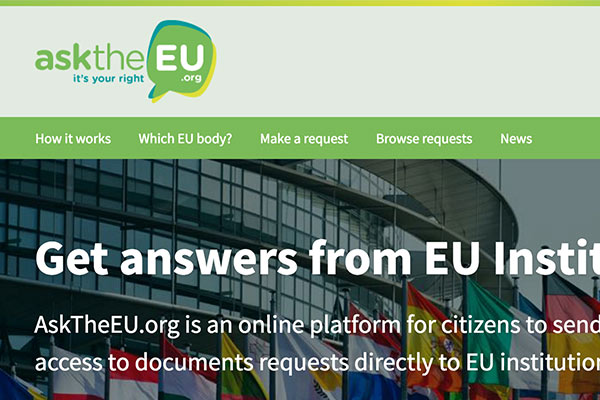 asktheEU
it's your right .org
How it works Which EU body? Make a request Browse requests News
Get answers from EU Instit
AskTheEU.org is an online platform for citizens to send
access to documents requests directly to EU institution